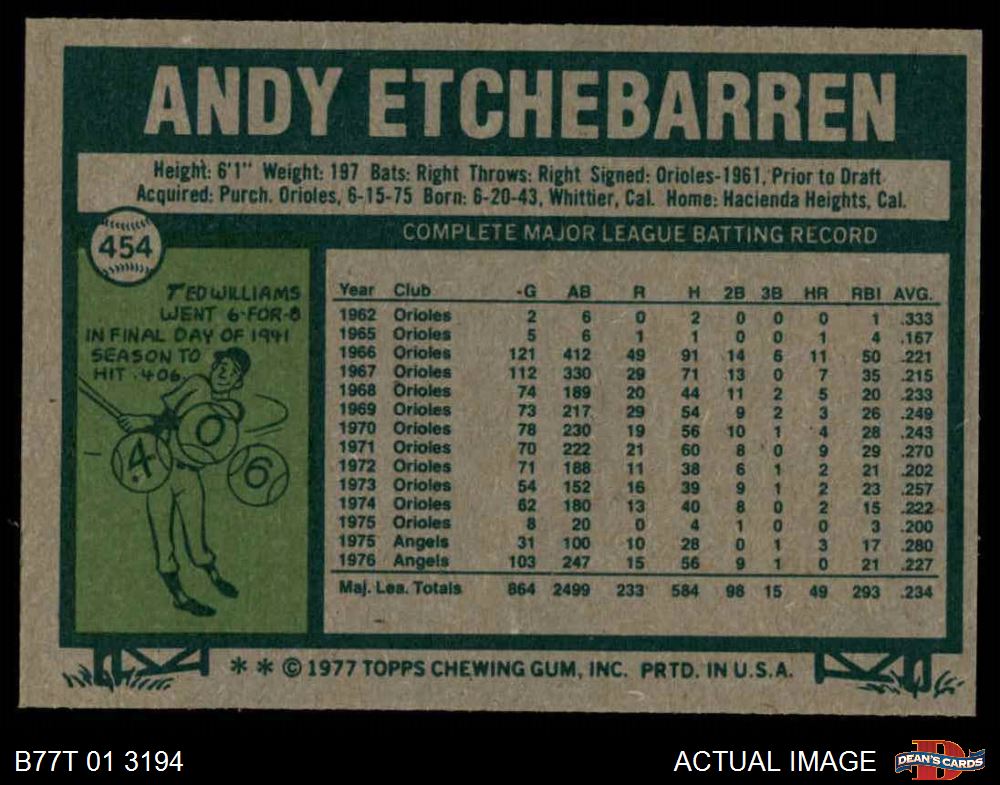 ANDY ETCHEBARREN
Height: 6'1" Weight: 197 Bats: Right Throws: Right Signed: Orioles-1961, Prior to Draft
Acquired: Purch. Orioles, 6-15-75 Born: 6-20-43, Whittier, Cal. Home: Hacienda Heights, Cal.
454
COMPLETE MAJOR LEAGUE BATTING RECORD
TED WILLIAMS
WENT 6-FOR-8
IN FINAL DAY OF 1941
SEASON TO
HIT .406.
.4 0 6
Year Club G AB R H 2B 3B HR RBI AVG.
1962 Orioles 2 6 0 2 0 0 0 1 .333
1965 Orioles 5 6 1 1 0 0 1 4 .167
1966 Orioles 121 412 49 91 14 6 11 50 .221
1967 Orioles 112 330 29 71 13 0 7 35 .215
1968 Orioles 74 189 20 44 11 2 5 20 .233
1969 Orioles 73 217 29 54 9 2 3 26 .249
1970 Orioles 78 230 19 56 10 1 4 28 .243
1971 Orioles 70 222 21 60 8 0 9 29 .270
1972 Orioles 71 188 11 38 6 1 2 21 .202
1973 Orioles 54 152 16 39 9 1 2 23 .257
1974 Orioles 62 180 13 40 8 0 2 15 .222
1975 Orioles 8 20 0 4 1 0 0 3 .200
1975 Angels 31 100 10 28 0 1 3 17 .280
1976 Angels 103 247 15 56 9 1 0 21 .227
Maj. Lea. Totals 864 2499 233 584 98 15 49 293 .234
* * © 1977 TOPPS CHEWING GUM, INC. PRTD. IN U.S.A.
B77T 01 3194
ACTUAL IMAGE
D
DEAN'S CARDS